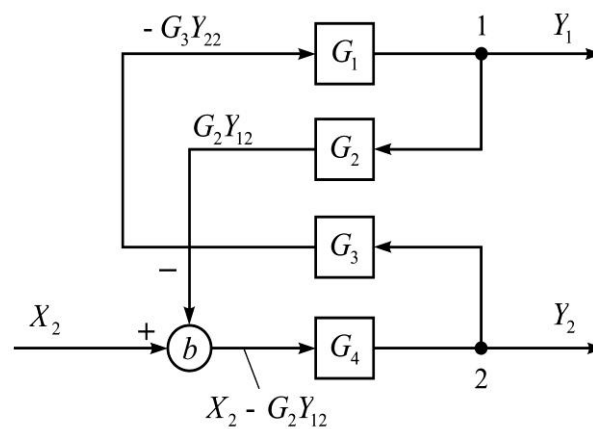 - G₃Y₂₂
G₁
1
Y₁
G₂Y₁₂
G₂
G₃
−
X₂
+
b
G₄
Y₂
2
X₂ - G₂Y₁₂